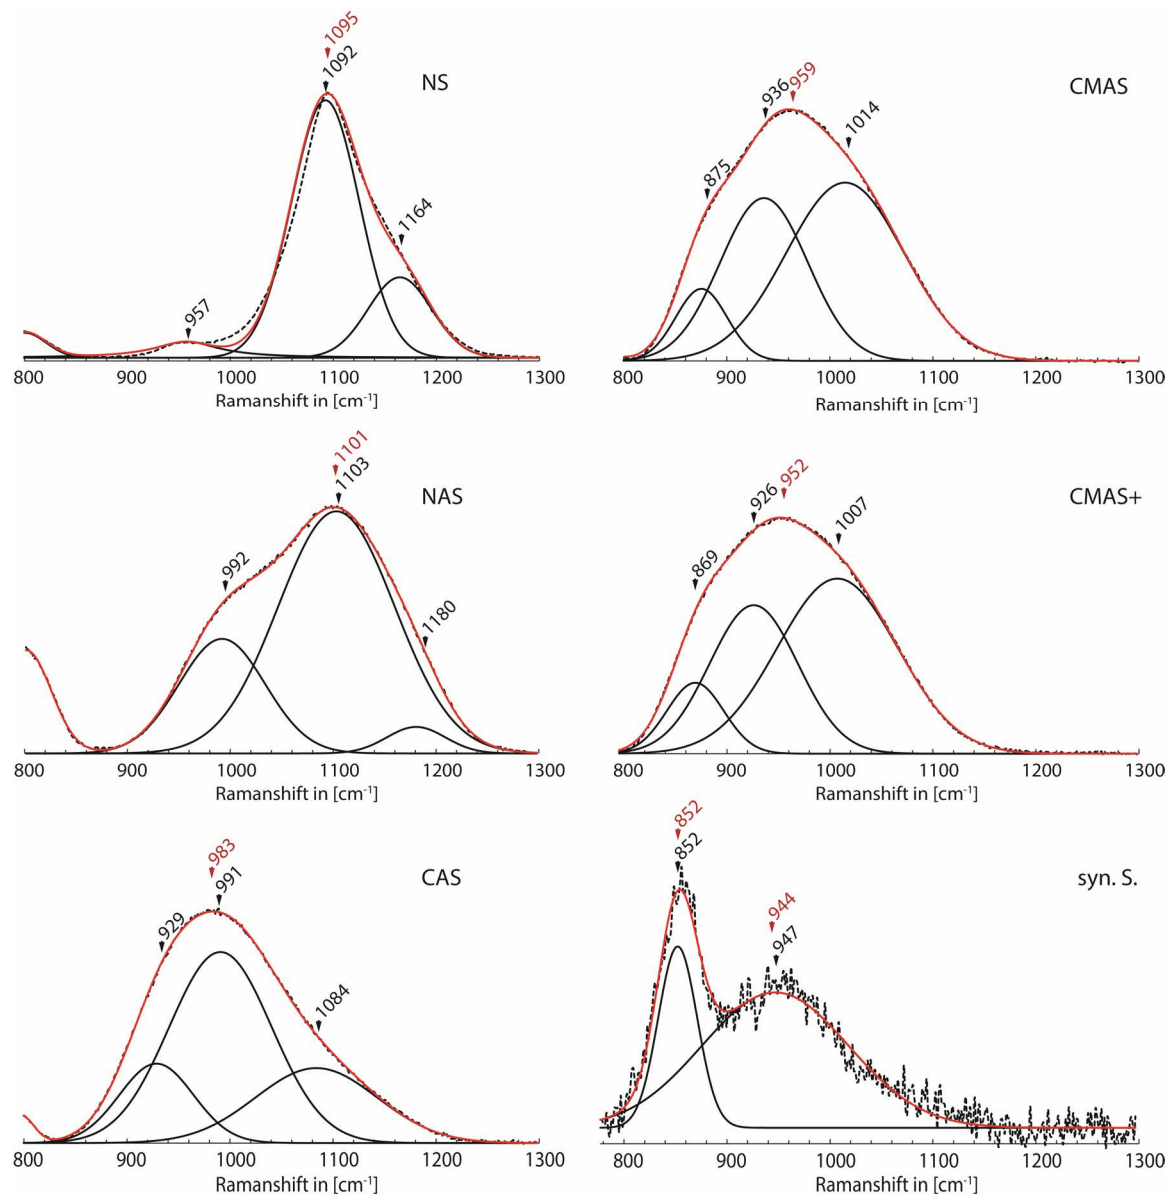 1095
1092
NS
1164
957
800 900 1000 1100 1200 1300
Ramanshift in [cm-1]
936
959
CMAS
1014
875
800 900 1000 1100 1200 1300
Ramanshift in [cm-1]
1101
1103
NAS
992
1180
800 900 1000 1100 1200 1300
Ramanshift in [cm-1]
926
952
CMAS+
1007
869
800 900 1000 1100 1200 1300
Ramanshift in [cm-1]
983
991
CAS
929
1084
800 900 1000 1100 1200 1300
Ramanshift in [cm-1]
852
852
syn. S.
944
947
800 900 1000 1100 1200 1300
Ramanshift in [cm-1]